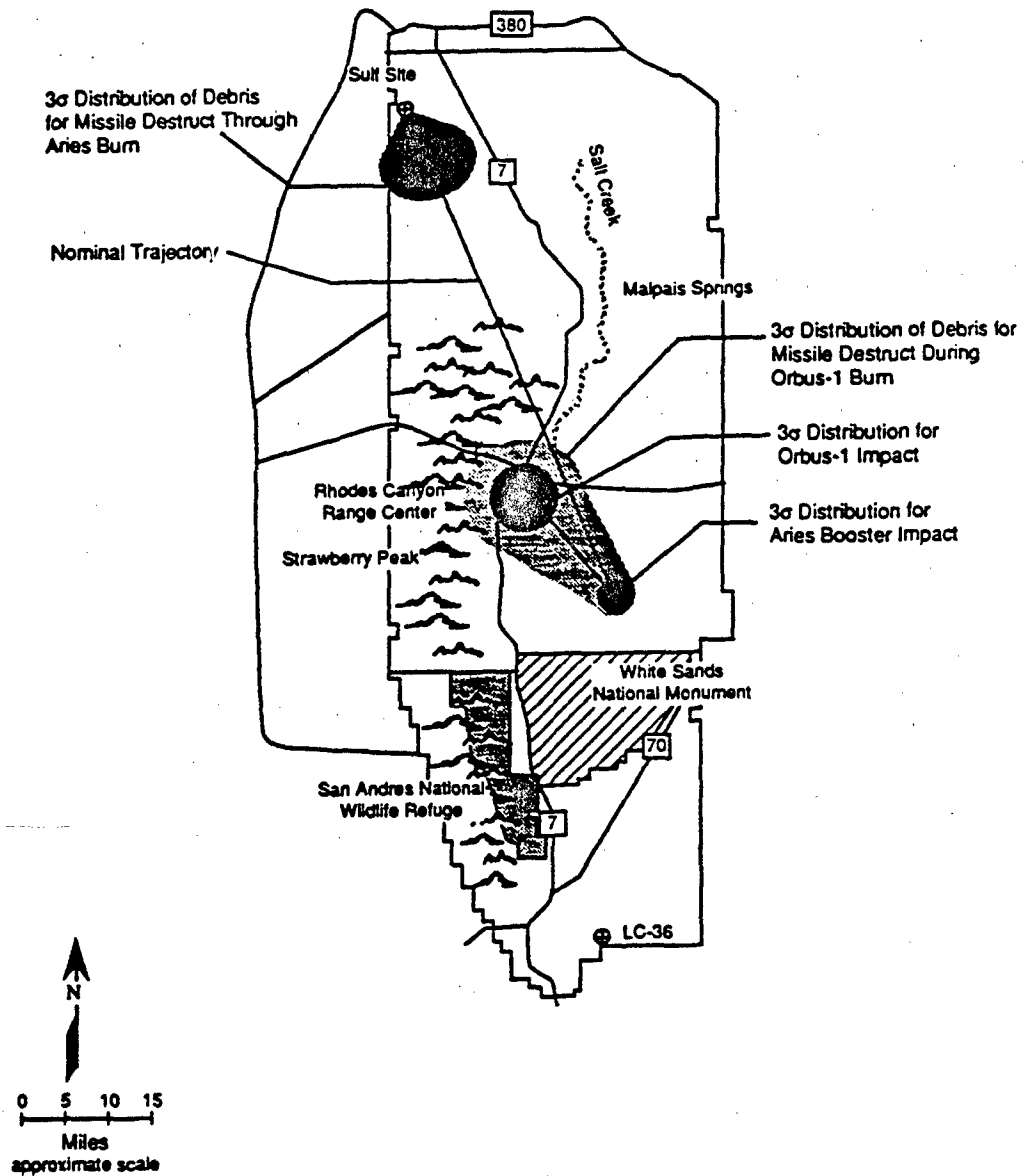 380
Sulf Site
3σ Distribution of Debris
for Missile Destruct Through
Aries Burn
7
Salt Creek
Nominal Trajectory
Malpais Springs
3σ Distribution of Debris for
Missile Destruct During
Orbus-1 Burn
3σ Distribution for
Orbus-1 Impact
Rhodes Canyon
Range Center
3σ Distribution for
Aries Booster Impact
Strawberry Peak
White Sands
National Monument
70
San Andres National
Wildlife Refuge
7
LC-36
N
0 5 10 15
Miles
approximate scale